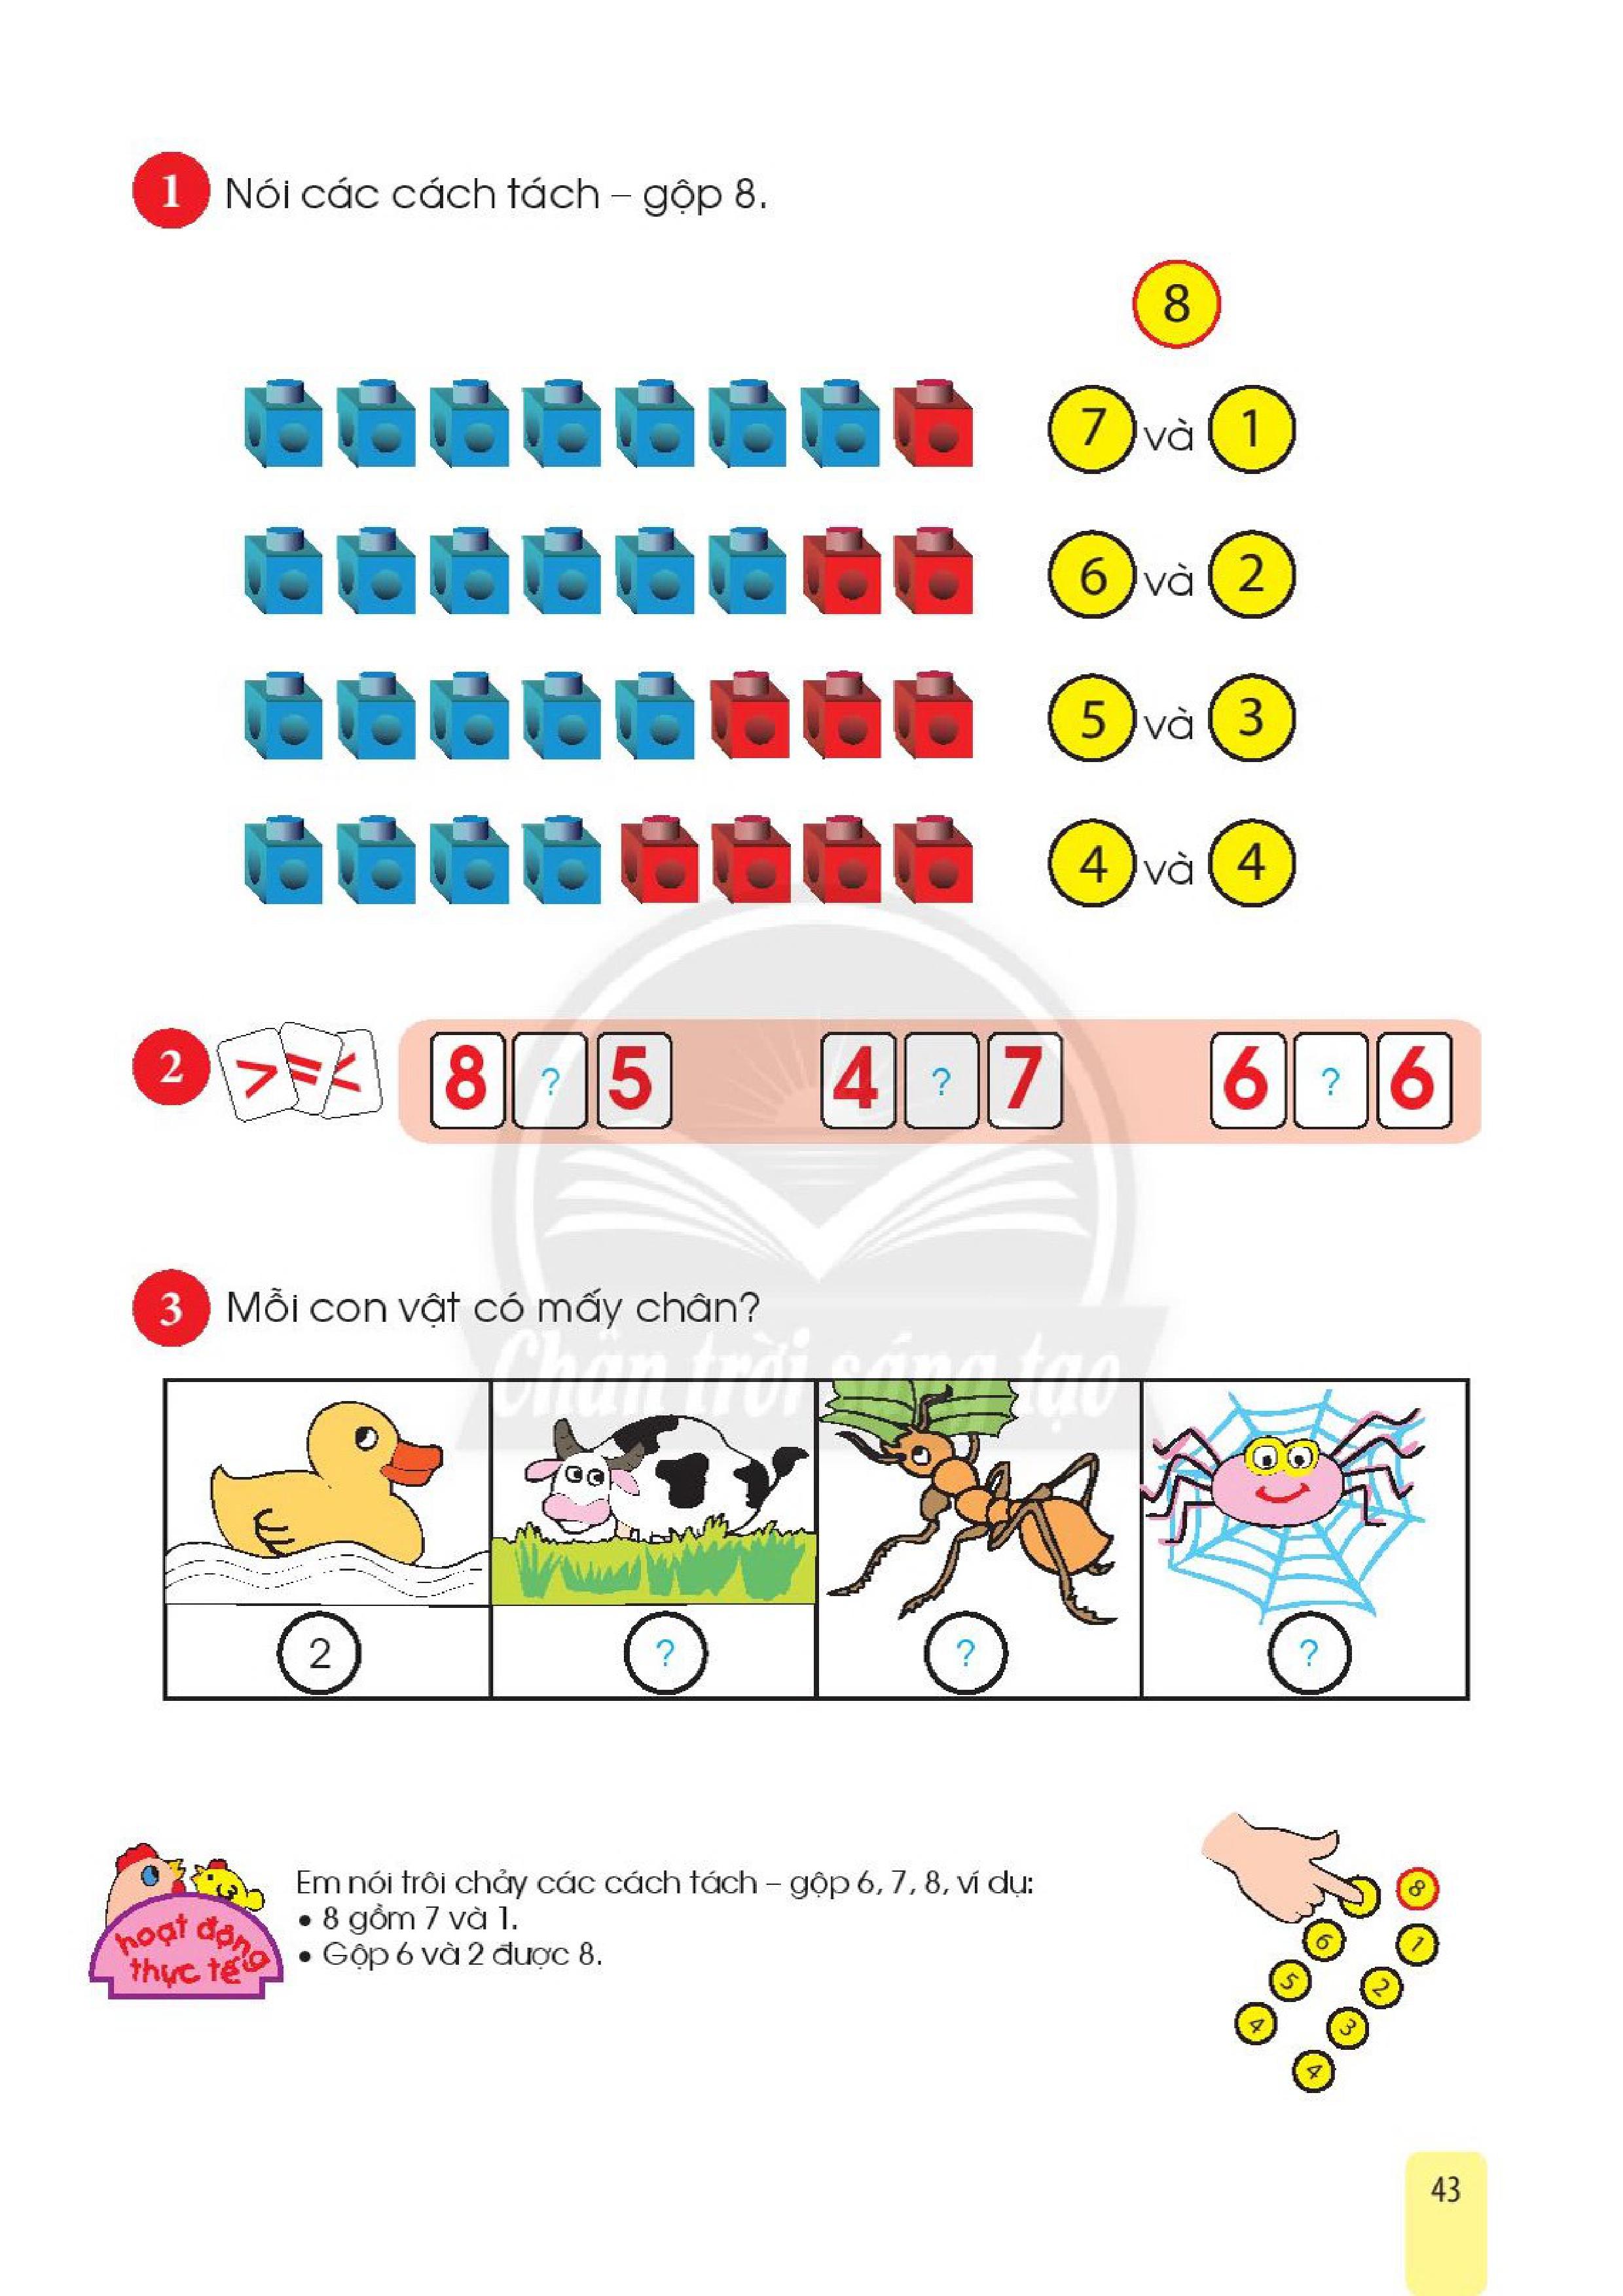 1 Nói các cách tách – gộp 8.
8
7 và 1
6 và 2
5 và 3
4 và 4
2 > = < 8 ? 5 4 ? 7 6 ? 6
3 Mỗi con vật có mấy chân?
Chân trời sáng tạo
2 ? ? ?
hoạt động
thực tế
Em nói trôi chảy các cách tách – gộp 6, 7, 8, ví dụ:
• 8 gồm 7 và 1.
• Gộp 6 và 2 được 8.
8
6 1
5 2
4 3
4
43